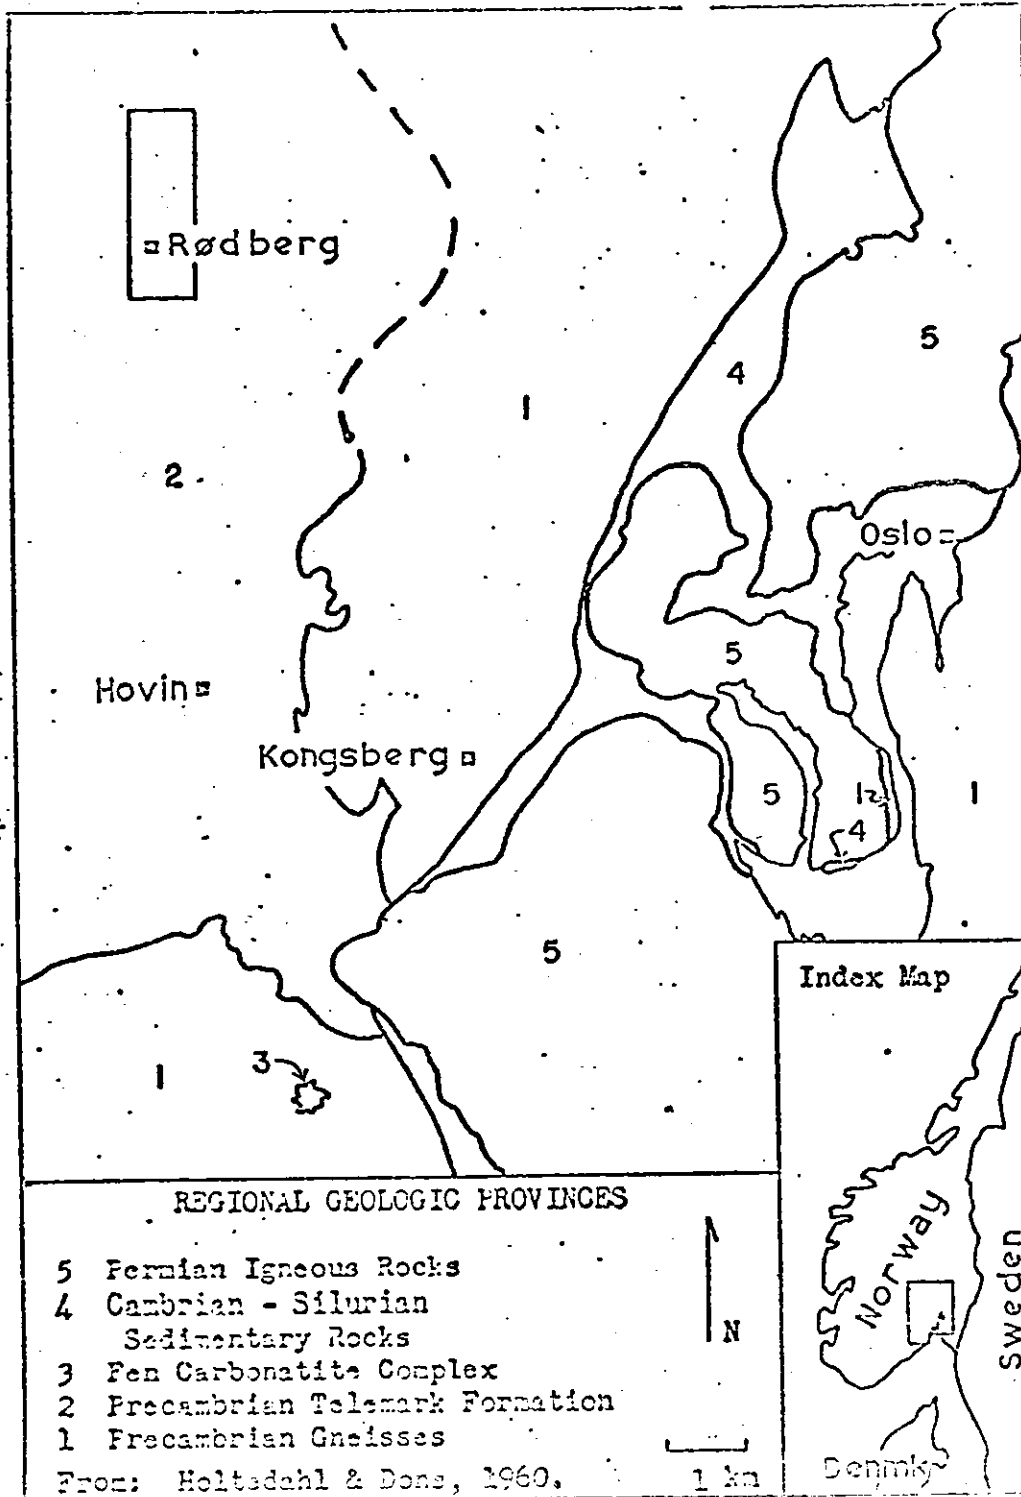 Rødberg
5
4
1
2
Oslo
5
Hovin
Kongsberg
5
1
1
4
5
Index Map
3
1
Norway
Sweden
REGIONAL GEOLOGIC PROVINCES
5 Permian Igneous Rocks
4 Cambrian - Silurian
Sedimentary Rocks
3 Fen Carbonatite Complex
2 Precambrian Telemark Formation
1 Precambrian Gneisses
N
From: Holtedahl & Dons, 1960.
1 km
Denmk